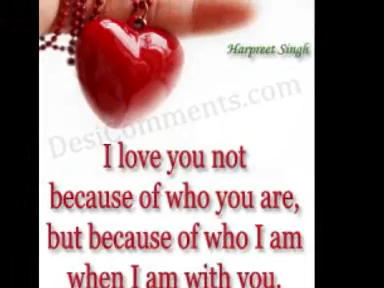 Harpreet Singh
DesiComments.com
I love you not
because of who you are,
but because of who I am
when I am with you.